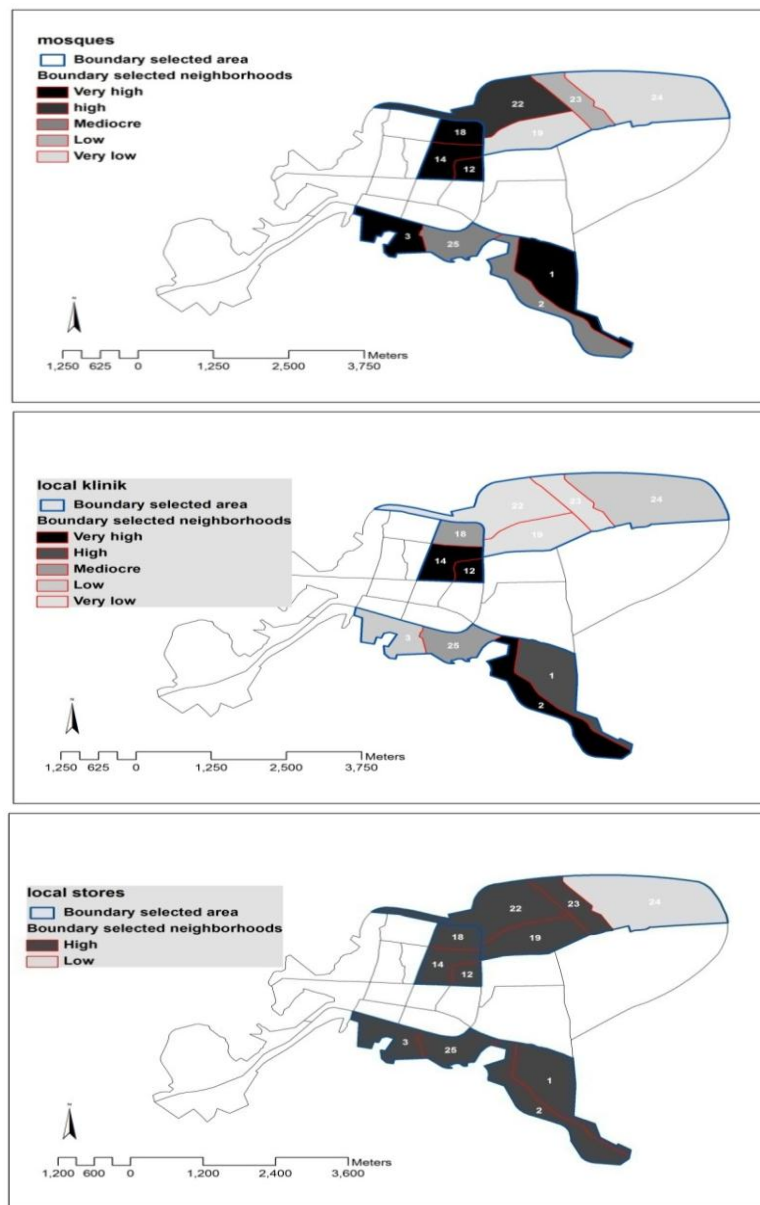 mosques
Boundary selected area
Boundary selected neighborhoods
Very high
high
Mediocre
Low
Very low
22
23
24
18
19
14
12
3
25
1
2
N
Meters
1,250 625 0 1,250 2,500 3,750
local klinik
Boundary selected area
Boundary selected neighborhoods
Very high
High
Mediocre
Low
Very low
22
23
24
18
19
14
12
3
25
1
2
N
Meters
1,250 625 0 1,250 2,500 3,750
local stores
Boundary selected area
Boundary selected neighborhoods
High
Low
22
23
24
18
19
14
12
3
25
1
2
N
Meters
1,200 600 0 1,200 2,400 3,600